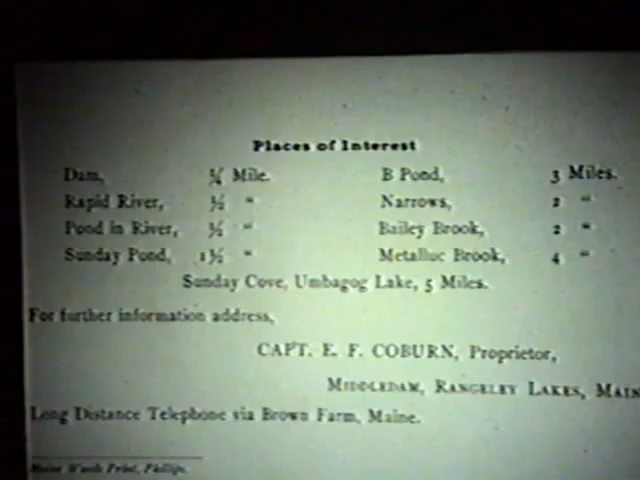 Places of Interest
Dam, ¼ Mile. B Pond, 3 Miles.
Rapid River, ½ " Narrows, 2 "
Pond in River, ½ " Bailey Brook, 2 "
Sunday Pond, 1½ " Metalluc Brook, 4 "
Sunday Cove, Umbagog Lake, 5 Miles.
For further information address,
CAPT. E. F. COBURN, Proprietor,
MIDDLEDAM, RANGELEY LAKES, MAIN
Long Distance Telephone via Brown Farm, Maine.
Maine Woods Print, Phillips.